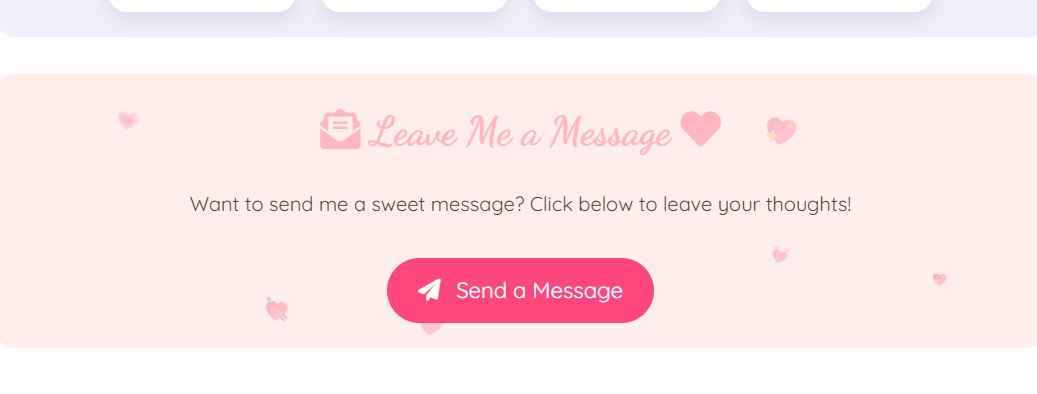 Leave Me a Message
Want to send me a sweet message? Click below to leave your thoughts!
Send a Message